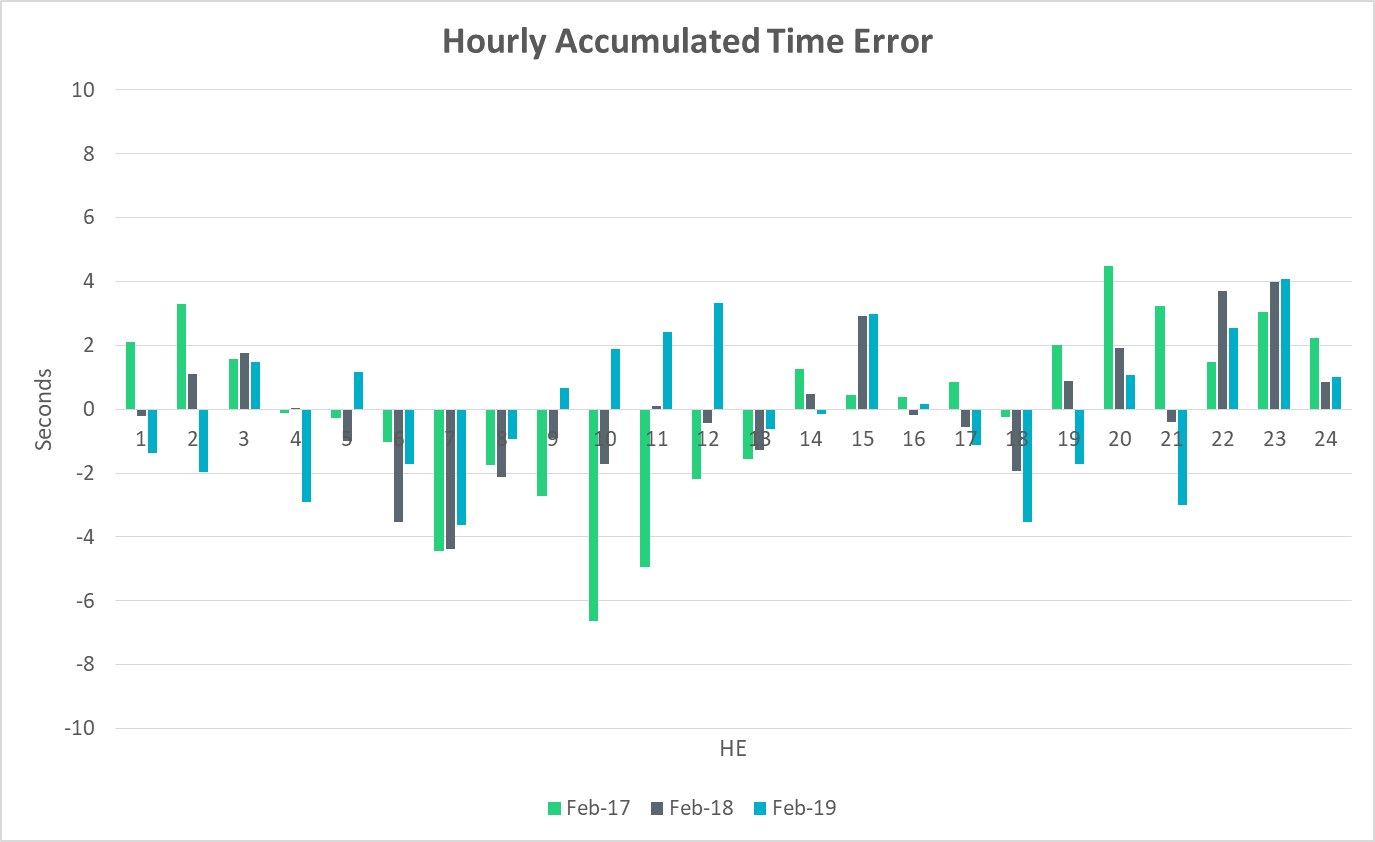 Hourly Accumulated Time Error
10
8
6
4
2
0
-2
-4
-6
-8
-10
Seconds
1 2 3 4 5 6 7 8 9 10 11 12 13 14 15 16 17 18 19 20 21 22 23 24
HE
Feb-17 Feb-18 Feb-19